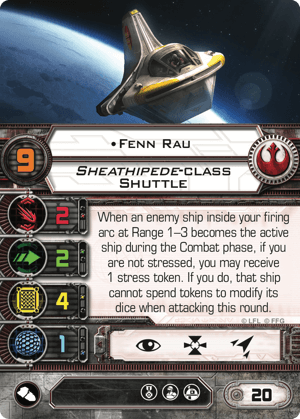 •Fenn Rau
9
Sheathipede-class
Shuttle
2
2
4
1
When an enemy ship inside your firing
arc at Range 1–3 becomes the active
ship during the Combat phase, if you
are not stressed, you may receive
1 stress token. If you do, that ship
cannot spend tokens to modify its
dice when attacking this round.
© LFL © FFG
20